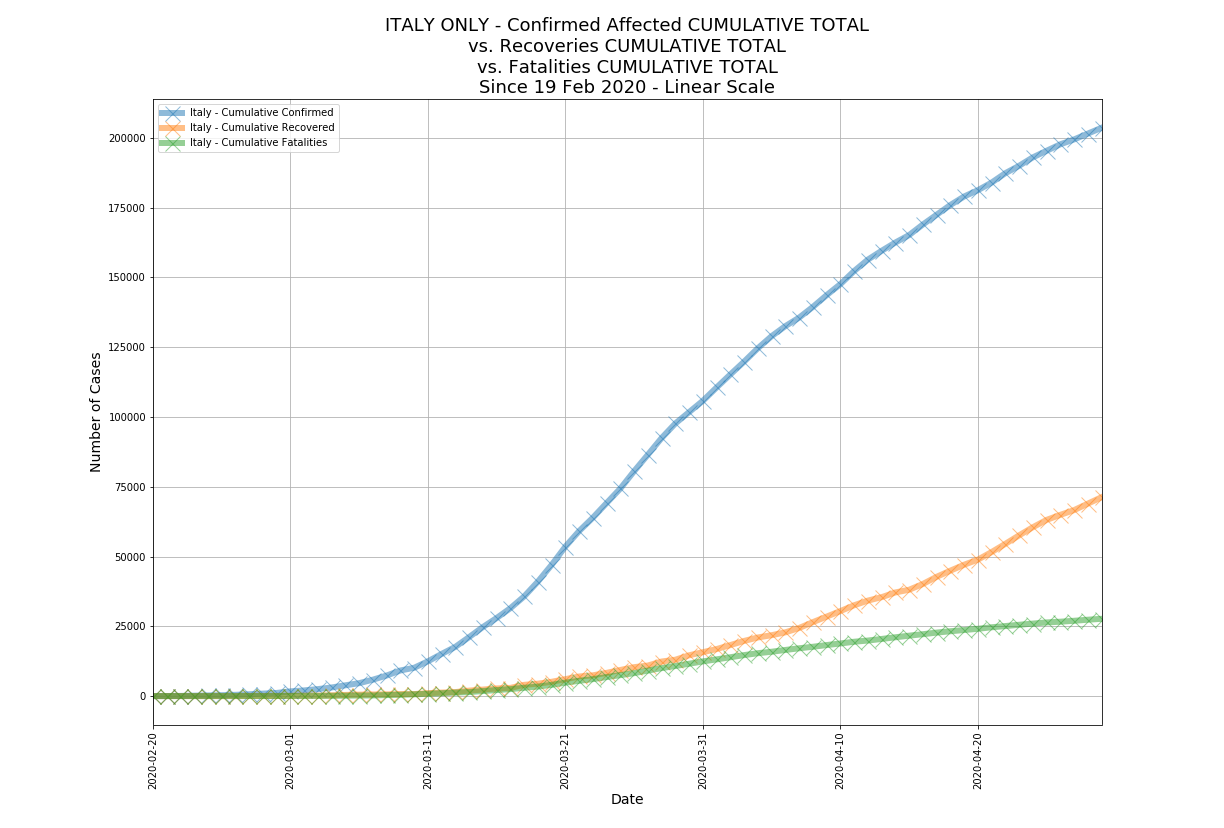 ITALY ONLY - Confirmed Affected CUMULATIVE TOTAL
vs. Recoveries CUMULATIVE TOTAL
vs. Fatalities CUMULATIVE TOTAL
Since 19 Feb 2020 - Linear Scale
Italy - Cumulative Confirmed
Italy - Cumulative Recovered
Italy - Cumulative Fatalities
Number of Cases
200000
175000
150000
125000
100000
75000
50000
25000
0
2020-02-20
2020-03-01
2020-03-11
2020-03-21
2020-03-31
2020-04-10
2020-04-20
Date